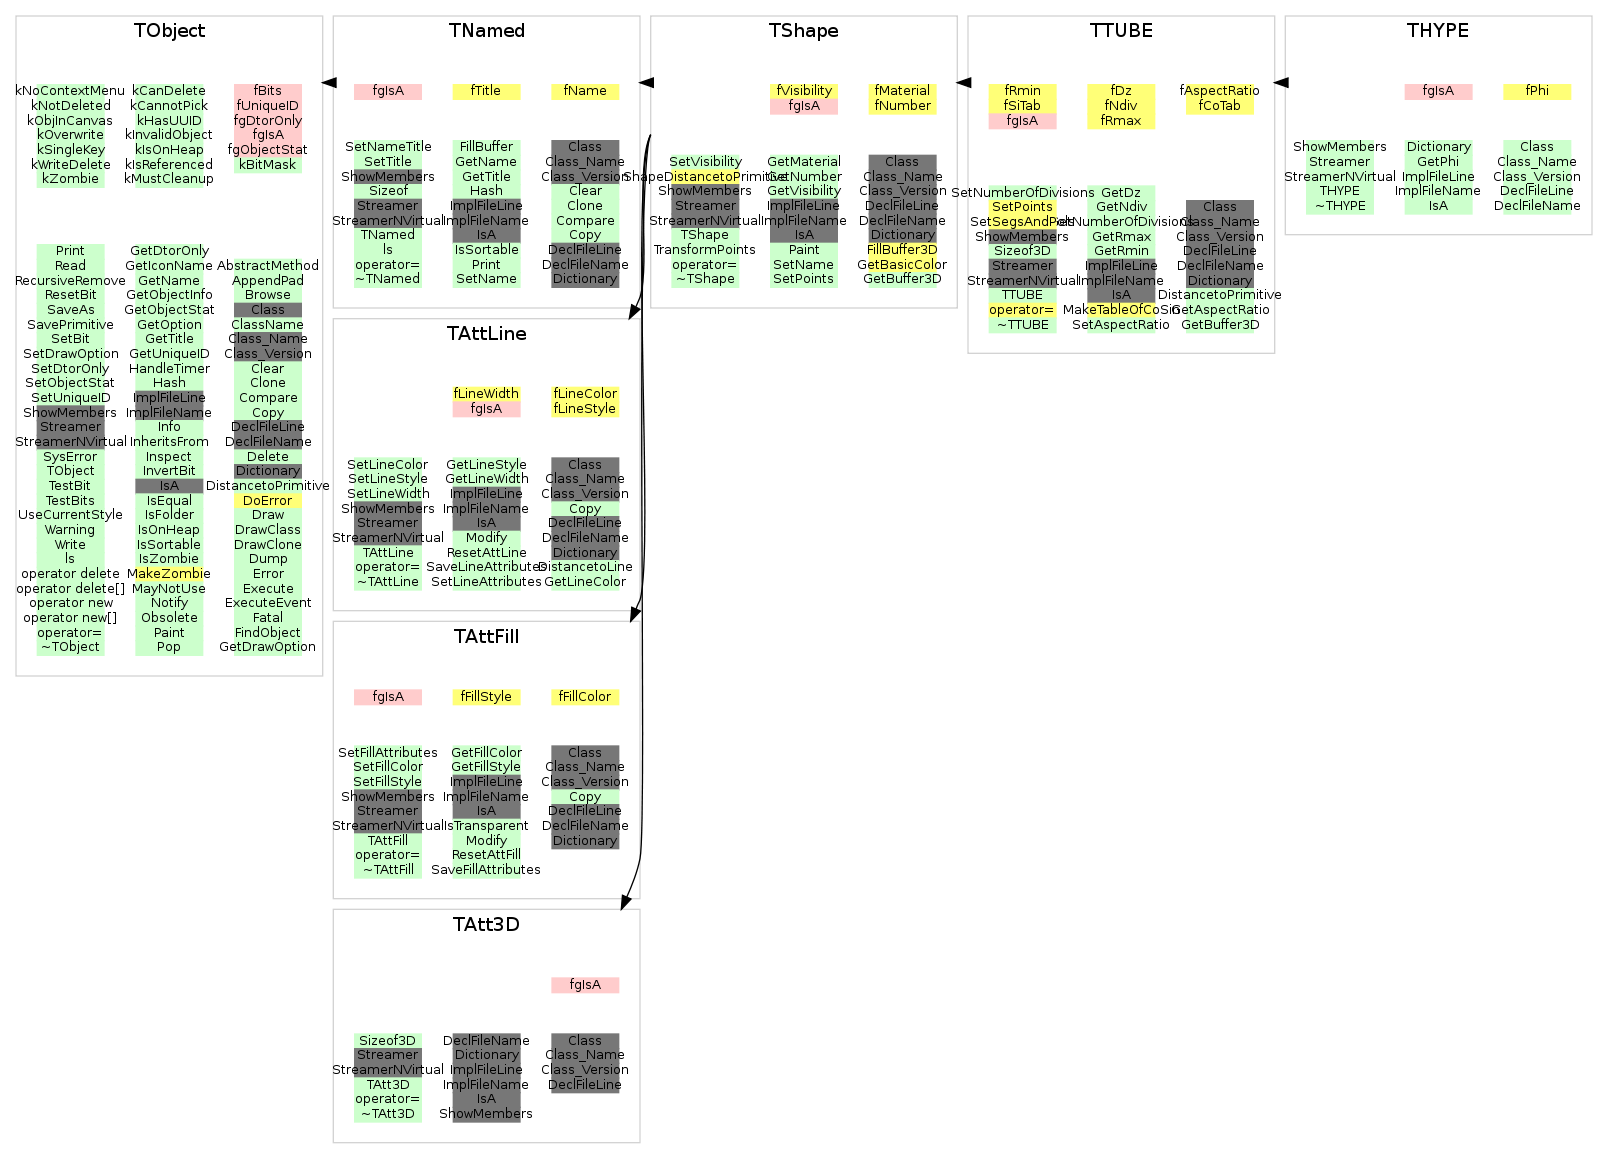 TObject
kNoContextMenu
kNotDeleted
kObjInCanvas
kOverwrite
kSingleKey
kWriteDelete
kZombie
kCanDelete
kCannotPick
kHasUUID
kInvalidObject
kIsOnHeap
kIsReferenced
kMustCleanup
fBits
fUniqueID
fgDtorOnly
fgIsA
fgObjectStat
kBitMask
Print
Read
RecursiveRemove
ResetBit
SaveAs
SavePrimitive
SetBit
SetDrawOption
SetDtorOnly
SetObjectStat
SetUniqueID
ShowMembers
Streamer
StreamerNVirtual
SysError
TObject
TestBit
TestBits
UseCurrentStyle
Warning
Write
ls
operator delete
operator delete[]
operator new
operator new[]
operator=
~TObject
GetDtorOnly
GetIconName
GetName
GetObjectInfo
GetObjectStat
GetOption
GetTitle
GetUniqueID
HandleTimer
Hash
ImplFileLine
ImplFileName
Info
InheritsFrom
Inspect
InvertBit
IsA
IsEqual
IsFolder
IsOnHeap
IsSortable
IsZombie
MakeZombie
MayNotUse
Notify
Obsolete
Paint
Pop
AbstractMethod
AppendPad
Browse
Class
ClassName
Class_Name
Class_Version
Clear
Clone
Compare
Copy
DeclFileLine
DeclFileName
Delete
Dictionary
DistancetoPrimitive
DoError
Draw
DrawClass
DrawClone
Dump
Error
Execute
ExecuteEvent
Fatal
FindObject
GetDrawOption
TNamed
fgIsA
fTitle
fName
SetNameTitle
SetTitle
ShowMembers
Sizeof
Streamer
StreamerNVirtual
TNamed
ls
operator=
~TNamed
FillBuffer
GetName
GetTitle
Hash
ImplFileLine
ImplFileName
IsA
IsSortable
Print
SetName
Class
Class_Name
Class_Version
Clear
Clone
Compare
Copy
DeclFileLine
DeclFileName
Dictionary
TAttLine
fLineWidth
fgIsA
fLineColor
fLineStyle
SetLineColor
SetLineStyle
SetLineWidth
ShowMembers
Streamer
StreamerNVirtual
TAttLine
operator=
~TAttLine
GetLineStyle
GetLineWidth
ImplFileLine
ImplFileName
IsA
Modify
ResetAttLine
SaveLineAttributes
SetLineAttributes
Class
Class_Name
Class_Version
Copy
DeclFileLine
DeclFileName
Dictionary
DistancetoLine
GetLineColor
TAttFill
fgIsA
fFillStyle
fFillColor
SetFillAttributes
SetFillColor
SetFillStyle
ShowMembers
Streamer
StreamerNVirtual
TAttFill
operator=
~TAttFill
GetFillColor
GetFillStyle
ImplFileLine
ImplFileName
IsA
IsTransparent
Modify
ResetAttFill
SaveFillAttributes
Class
Class_Name
Class_Version
Copy
DeclFileLine
DeclFileName
Dictionary
TAtt3D
fgIsA
Sizeof3D
Streamer
StreamerNVirtual
TAtt3D
operator=
~TAtt3D
DeclFileName
Dictionary
ImplFileLine
ImplFileName
IsA
ShowMembers
Class
Class_Name
Class_Version
DeclFileLine
TShape
fVisibility
fgIsA
fMaterial
fNumber
SetVisibility
ShapeDistancetoPrimitive
ShowMembers
Streamer
StreamerNVirtual
TShape
TransformPoints
operator=
~TShape
GetMaterial
GetNumber
GetVisibility
ImplFileLine
ImplFileName
IsA
Paint
SetName
SetPoints
Class
Class_Name
Class_Version
DeclFileLine
DeclFileName
Dictionary
FillBuffer3D
GetBasicColor
GetBuffer3D
TTUBE
fRmin
fSiTab
fgIsA
fDz
fNdiv
fRmax
fAspectRatio
fCoTab
SetNumberOfDivisions
SetPoints
SetSegsAndPols
ShowMembers
Sizeof3D
Streamer
StreamerNVirtual
TTUBE
operator=
~TTUBE
GetDz
GetNdiv
GetNumberOfDivisions
GetRmax
GetRmin
ImplFileLine
ImplFileName
IsA
MakeTableOfCoSin
SetAspectRatio
Class
Class_Name
Class_Version
DeclFileLine
DeclFileName
Dictionary
DistancetoPrimitive
GetAspectRatio
GetBuffer3D
THYPE
fgIsA
fPhi
ShowMembers
Streamer
StreamerNVirtual
THYPE
~THYPE
Dictionary
GetPhi
ImplFileLine
ImplFileName
IsA
Class
Class_Name
Class_Version
DeclFileLine
DeclFileName